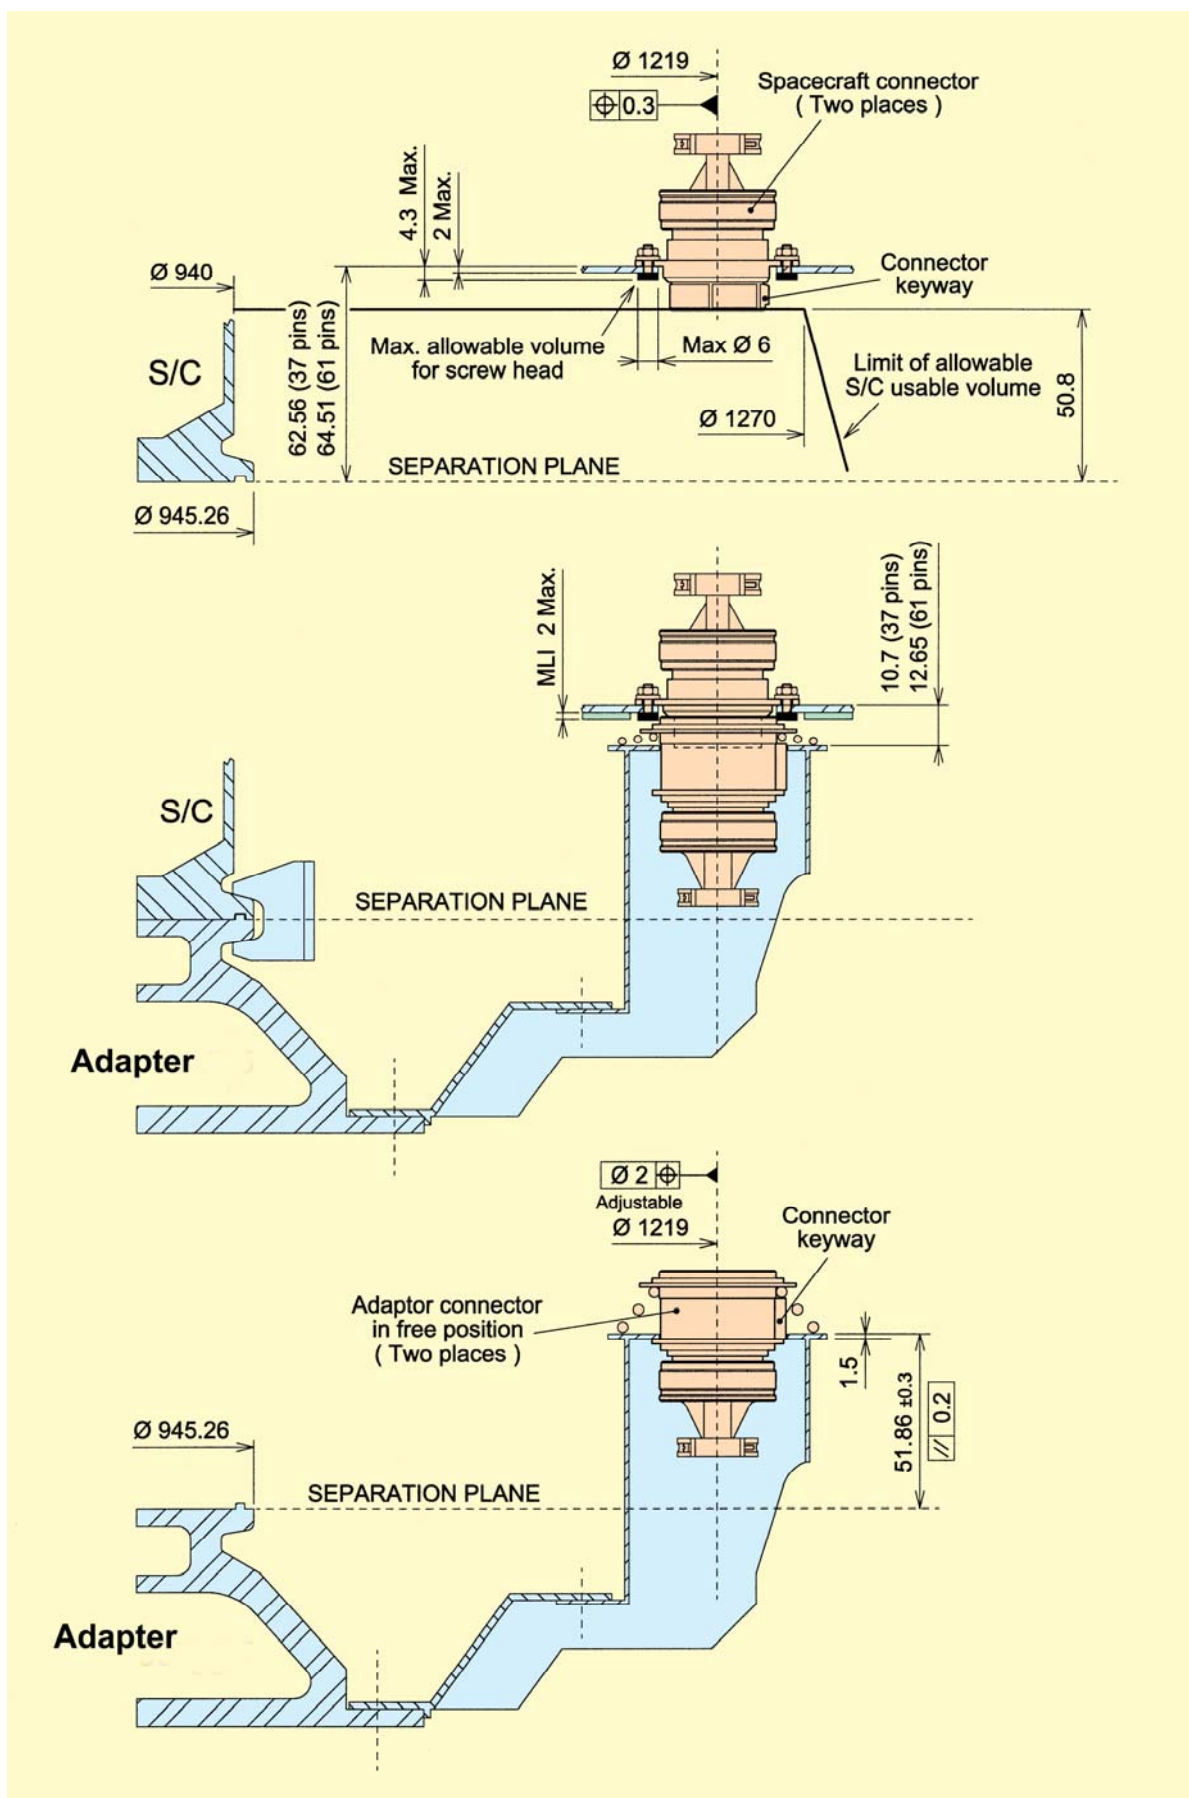 Ø 1219
0.3
Spacecraft connector
( Two places )
4.3 Max.
2 Max.
Ø 940
Connector
keyway
62.56 (37 pins)
64.51 (61 pins)
S/C
Max. allowable volume
for screw head
Max Ø 6
Limit of allowable
S/C usable volume
Ø 1270
50.8
SEPARATION PLANE
Ø 945.26
MLI 2 Max.
10.7 (37 pins)
12.65 (61 pins)
S/C
SEPARATION PLANE
Adapter
Ø 2
Adjustable
Ø 1219
Connector
keyway
Adaptor connector
in free position
( Two places )
1.5
51.86 ±0.3
// 0.2
Ø 945.26
SEPARATION PLANE
Adapter